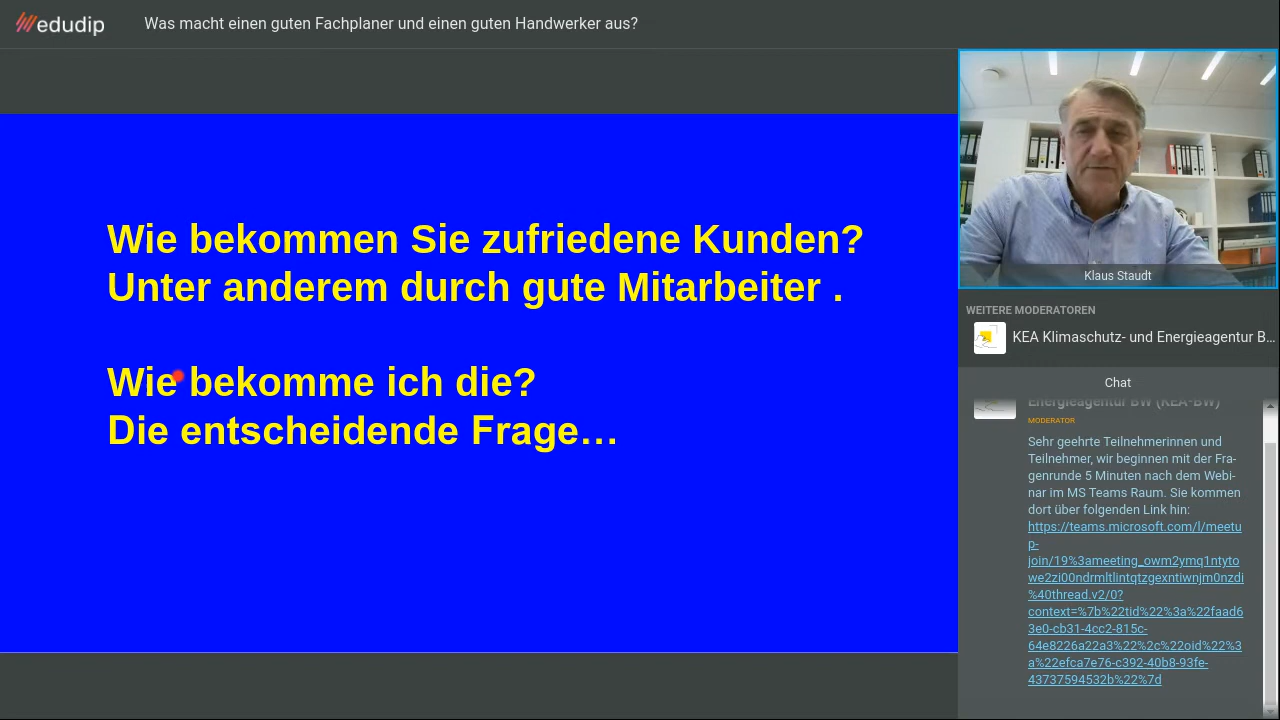 edudip
Was macht einen guten Fachplaner und einen guten Handwerker aus?
Wie bekommen Sie zufriedene Kunden?
Unter anderem durch gute Mitarbeiter .
Wie bekomme ich die?
Die entscheidende Frage…
Klaus Staudt
WEITERE MODERATOREN
KEA Klimaschutz- und Energieagentur B…
Chat
Energieagentur BW (KEA-BW)
MODERATOR
Sehr geehrte Teilnehmerinnen und
Teilnehmer, wir beginnen mit der Fra-
genrunde 5 Minuten nach dem Webi-
nar im MS Teams Raum. Sie kommen
dort über folgenden Link hin:
https://teams.microsoft.com/l/meetu
p-
join/19%3ameeting_owm2ymq1ntyto
we2zi00ndrmltlintqtzgexntiwnjm0nzdi
%40thread.v2/0?
context=%7b%22tid%22%3a%22faad6
3e0-cb31-4cc2-815c-
64e8226a22a3%22%2c%22oid%22%3
a%22efca7e76-c392-40b8-93fe-
43737594532b%22%7d